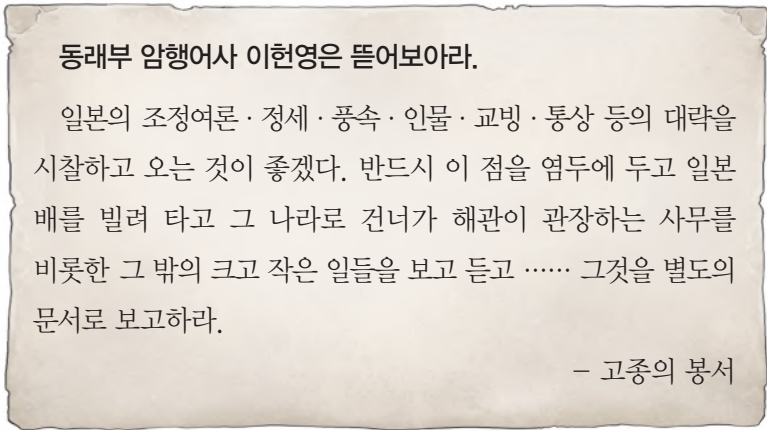 동래부 암행어사 이헌영은 뜯어보아라.
일본의 조정여론 · 정세 · 풍속 · 인물 · 교빙 · 통상 등의 대략을
시찰하고 오는 것이 좋겠다. 반드시 이 점을 염두에 두고 일본
배를 빌려 타고 그 나라로 건너가 해관이 관장하는 사무를
비롯한 그 밖의 크고 작은 일들을 보고 듣고 …… 그것을 별도의
문서로 보고하라.
- 고종의 봉서